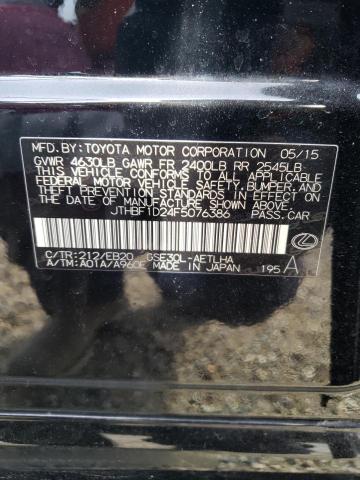 MFD.BY:TOYOTA MOTOR CORPORATION 05/15
GVWR 4630LB GAWR FR 2400LB RR 2545LB
THIS VEHICLE CONFORMS TO ALL APPLICABLE
FEDERAL MOTOR VEHICLE SAFETY, BUMPER, AND
THEFT PREVENTION STANDARDS IN EFFECT ON
THE DATE OF MANUFACTURE SHOWN ABOVE.
JTHBF1D24F5076386 PASS.CAR
C/TR:212/EB20 GSE30L-AETLHA
A/TM:A01A/A960E MADE IN JAPAN 195 A